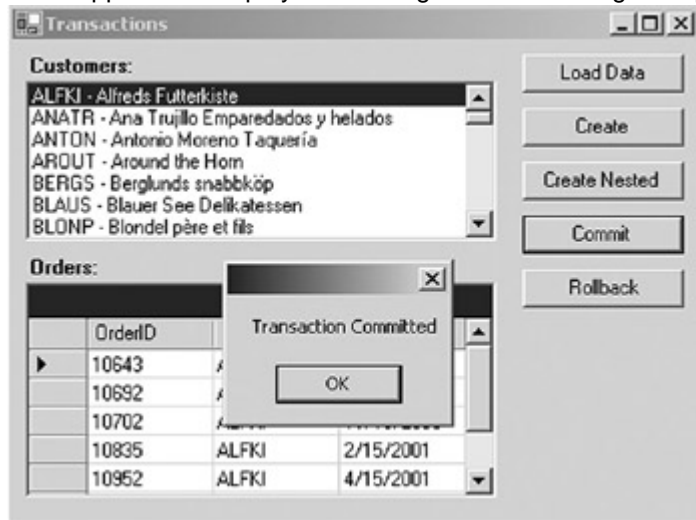 Transactions
Customers:
ALFKI - Alfreds Futterkiste
ANATR - Ana Trujillo Emparedados y helados
ANTON - Antonio Moreno Taquería
AROUT - Around the Horn
BERGS - Berglunds snabbköp
BLAUS - Blauer See Delikatessen
BLONP - Blondel père et fils
Load Data
Create
Create Nested
Commit
Rollback
Orders:
Transaction Committed
OK
OrderID
10643
10692
10702
10835 ALFKI 2/15/2001
10952 ALFKI 4/15/2001